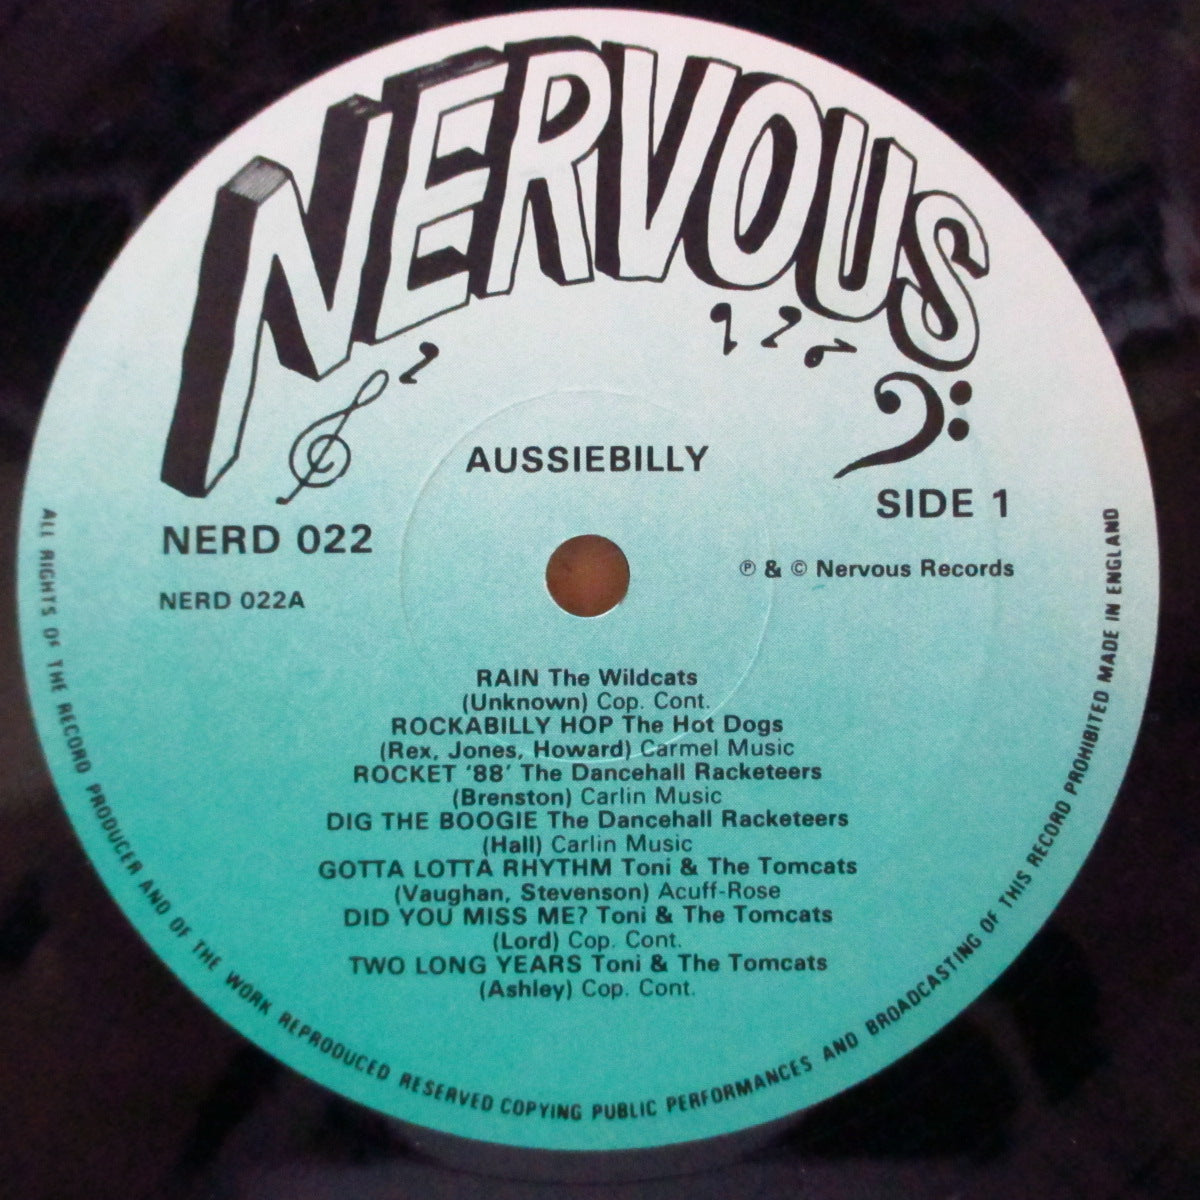 NERVOUS
AUSSIEBILLY
SIDE 1
NERD 022
℗ & © Nervous Records
NERD 022A
RAIN The Wildcats
(Unknown) Cop. Cont.
ROCKABILLY HOP The Hot Dogs
(Rex, Jones, Howard) Carmel Music
ROCKET '88' The Dancehall Racketeers
(Brenston) Carlin Music
DIG THE BOOGIE The Dancehall Racketeers
(Hall) Carlin Music
GOTTA LOTTA RHYTHM Toni & The Tomcats
(Vaughan, Stevenson) Acuff-Rose
DID YOU MISS ME? Toni & The Tomcats
(Lord) Cop. Cont.
TWO LONG YEARS Toni & The Tomcats
(Ashley) Cop. Cont.
ALL RIGHTS OF THE RECORD PRODUCER AND OF THE WORK REPRODUCED RESERVED COPYING PUBLIC PERFORMANCES AND BROADCASTING OF THIS RECORD PROHIBITED MADE IN ENGLAND